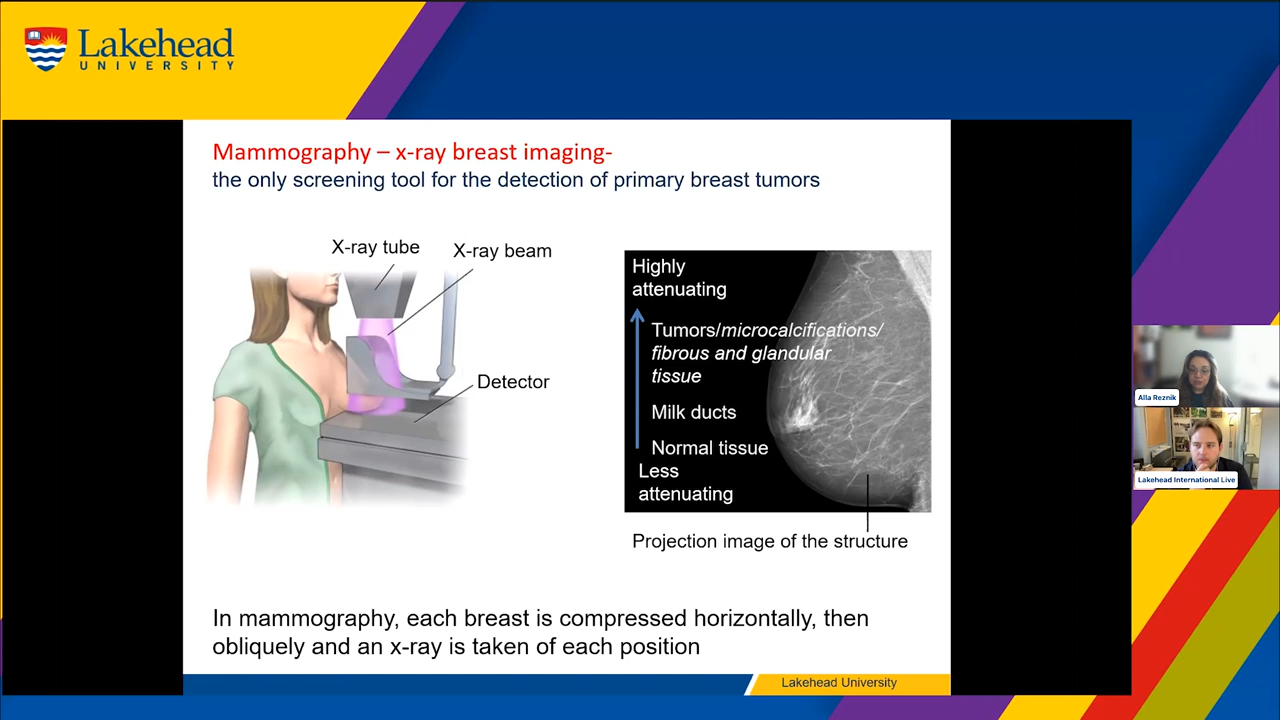 Lakehead
UNIVERSITY
Mammography – x-ray breast imaging-
the only screening tool for the detection of primary breast tumors
X-ray tube
X-ray beam
Detector
Highly
attenuating
Tumors/microcalcifications/
fibrous and glandular
tissue
Milk ducts
Normal tissue
Less
attenuating
Projection image of the structure
In mammography, each breast is compressed horizontally, then
obliquely and an x-ray is taken of each position
Lakehead University
Alla Reznik
Lakehead International Live